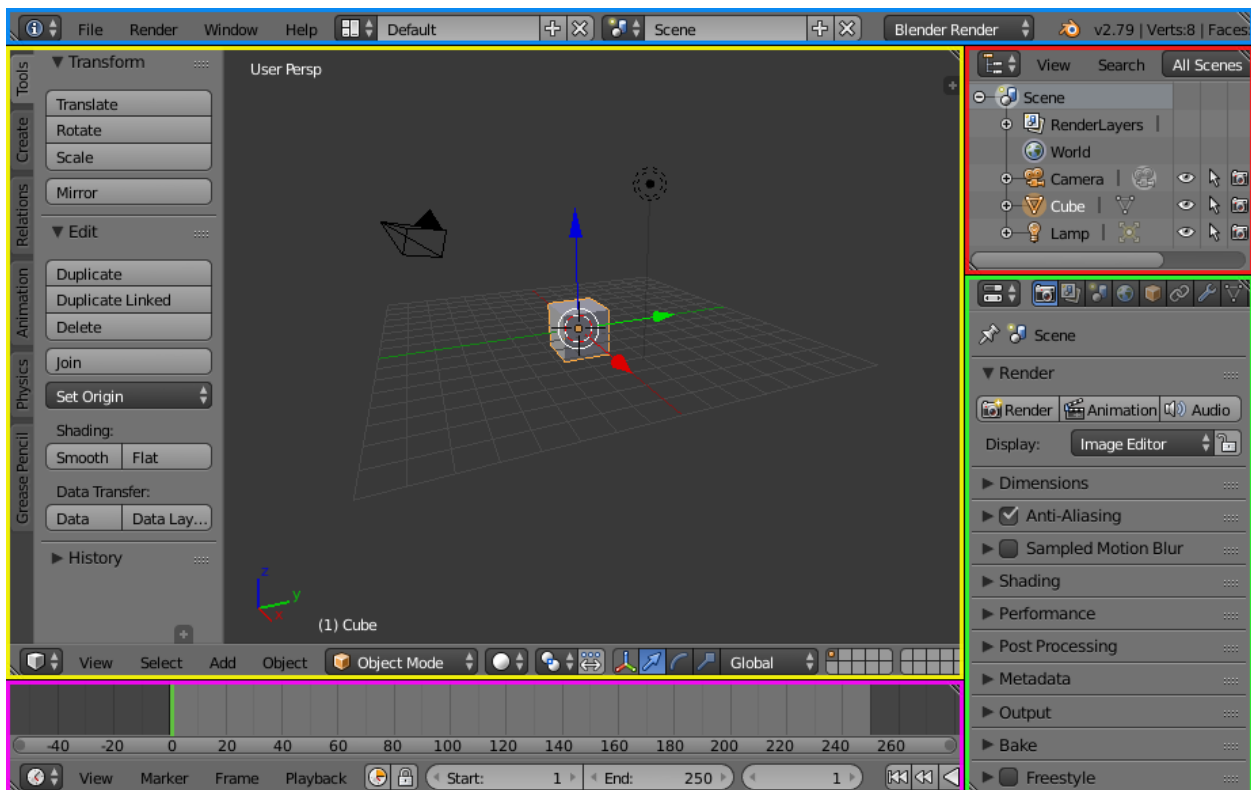 File Render Window Help Default Scene Blender Render v2.79 | Verts:8 | Faces:
Tools
Create
Relations
Animation
Physics
Grease Pencil
Transform
Translate
Rotate
Scale
Mirror
Edit
Duplicate
Duplicate Linked
Delete
Join
Set Origin
Shading:
Smooth Flat
Data Transfer:
Data Data Lay...
History
User Persp
z
y
x
(1) Cube
View Select Add Object Object Mode Global
-40 -20 0 20 40 60 80 100 120 140 160 180 200 220 240 260
View Marker Frame Playback Start: 1 End: 250 1
View Search All Scenes
Scene
RenderLayers |
World
Camera |
Cube |
Lamp |
Scene
Render
Render Animation Audio
Display: Image Editor
Dimensions
Anti-Aliasing
Sampled Motion Blur
Shading
Performance
Post Processing
Metadata
Output
Bake
Freestyle